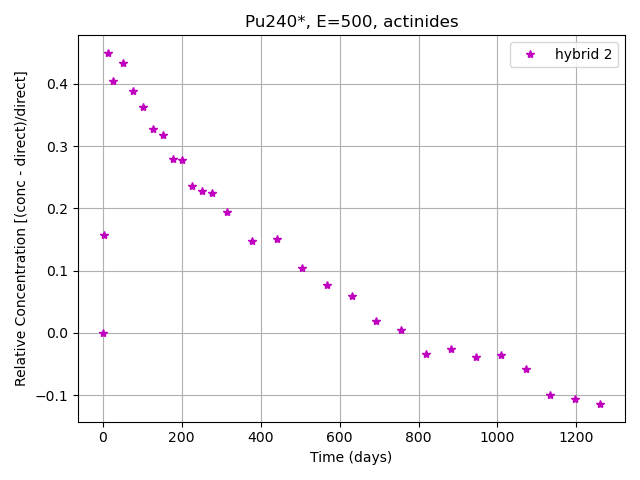 Pu240*, E=500, actinides
hybrid 2
Relative Concentration [(conc - direct)/direct]
0.4
0.3
0.2
0.1
0.0
−0.1
0 200 400 600 800 1000 1200
Time (days)